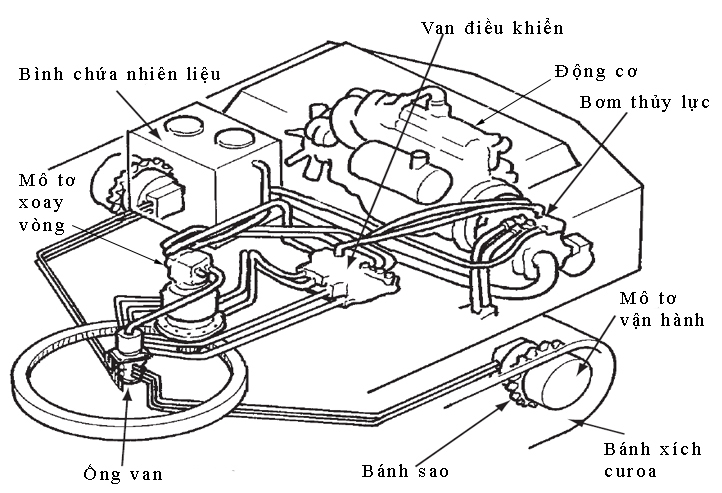 Van điều khiển
Bình chứa nhiên liệu
Động cơ
Bơm thủy lực
Mô tơ
xoay
vòng
Mô tơ
vận hành
Ống van
Bánh sao
Bánh xích
curoa